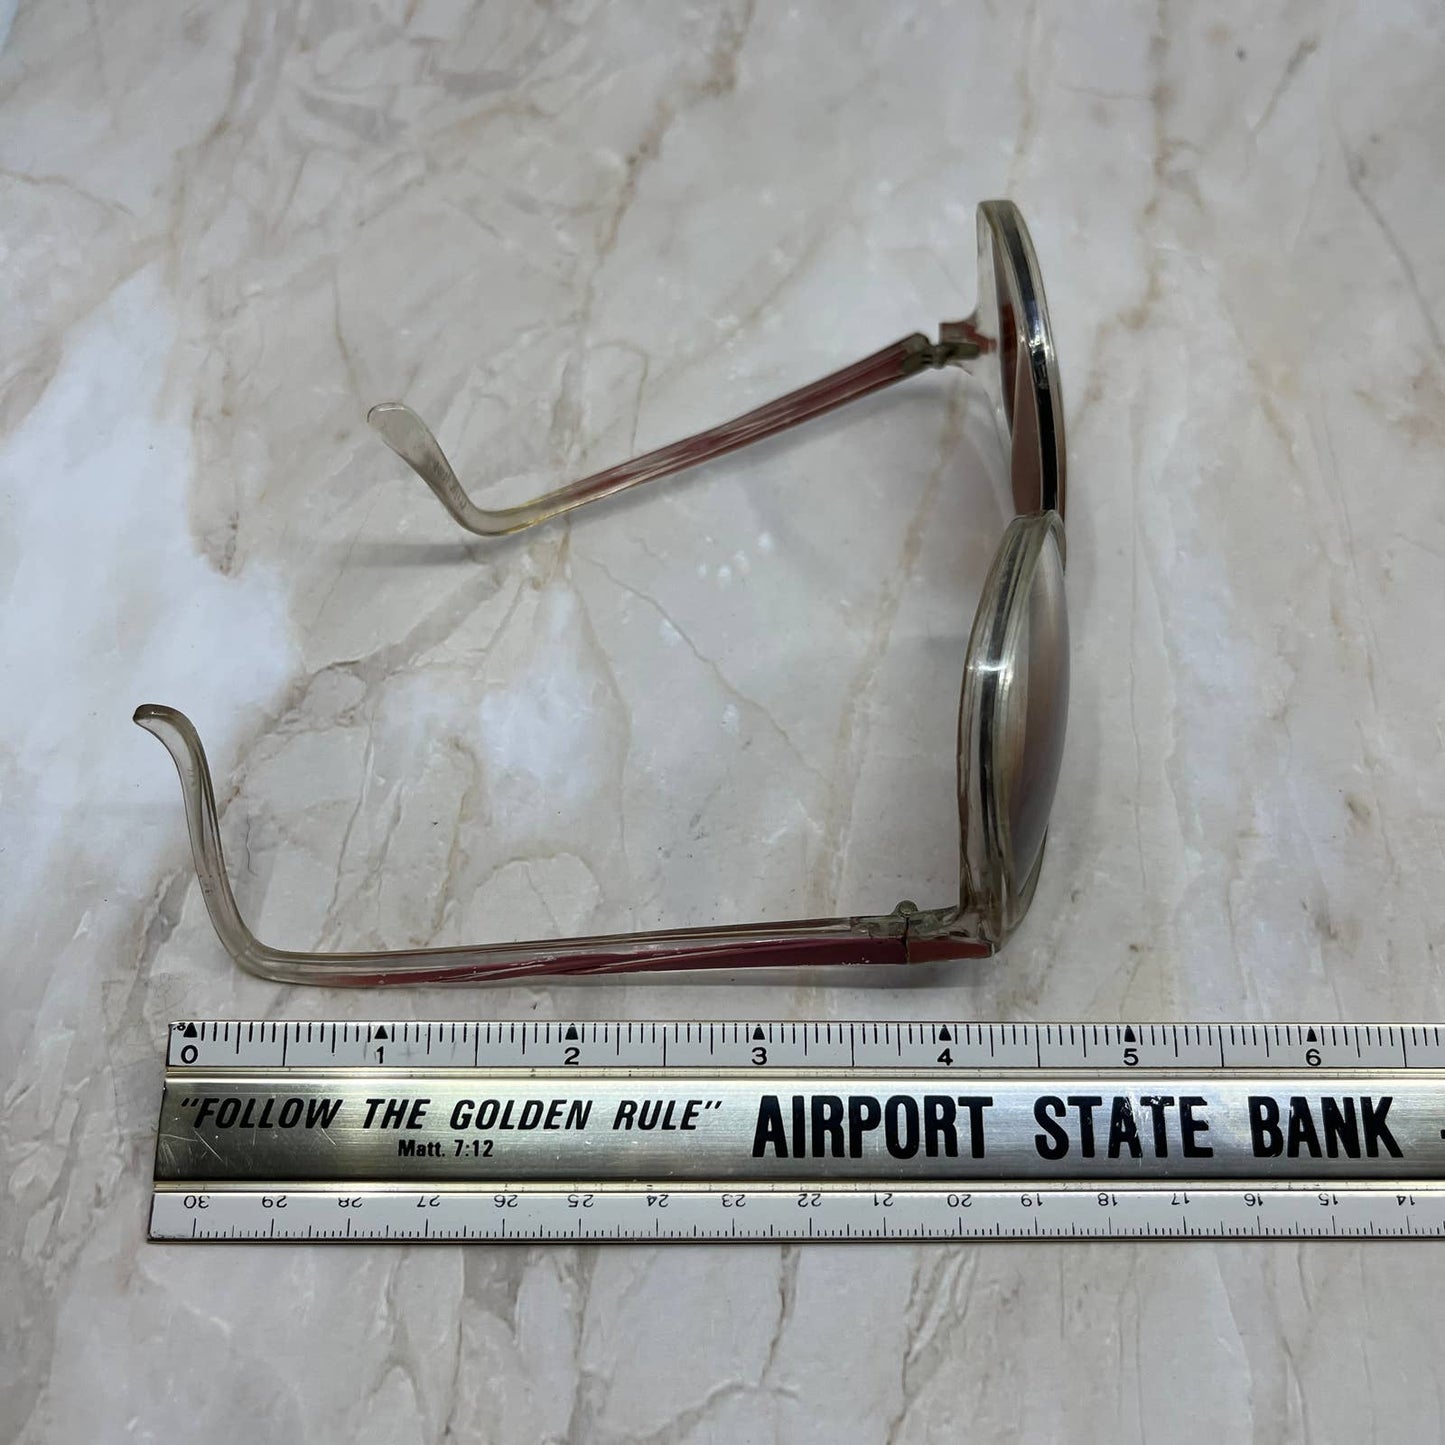 0 1 2 3 4 5 6
"FOLLOW THE GOLDEN RULE" AIRPORT STATE BANK
Matt. 7:12
30 29 28 27 26 25 24 23 22 21 20 19 18 17 16 15 14